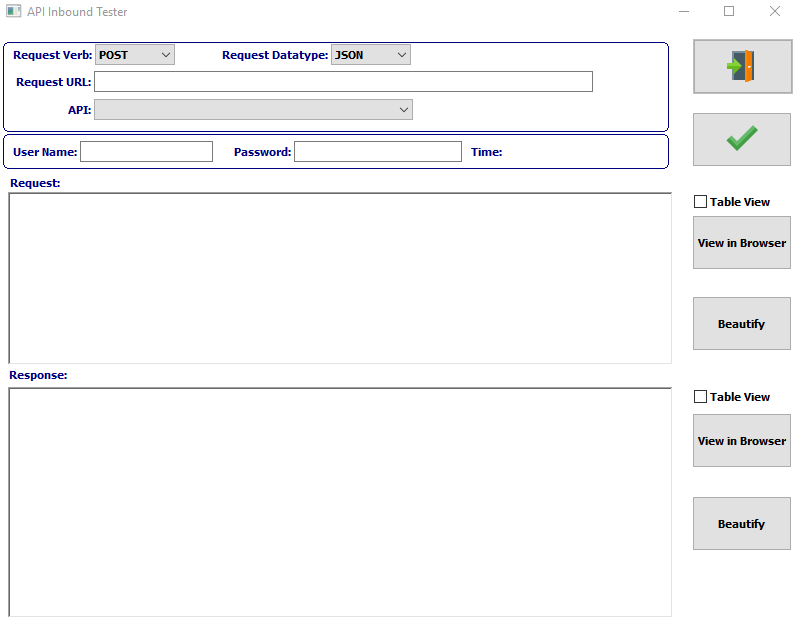 API Inbound Tester
Request Verb: POST Request Datatype: JSON
Request URL:
API:
User Name: Password: Time:
Request:
Table View
View in Browser
Beautify
Response:
Table View
View in Browser
Beautify